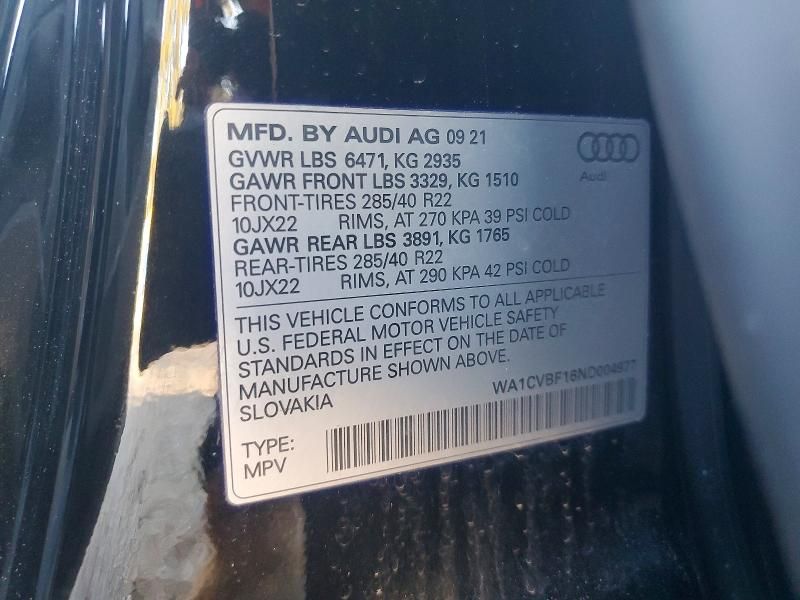 MFD. BY AUDI AG 09 21
GVWR LBS 6471, KG 2935
GAWR FRONT LBS 3329, KG 1510
FRONT-TIRES 285/40 R22
10JX22 RIMS, AT 270 KPA 39 PSI COLD
GAWR REAR LBS 3891, KG 1765
REAR-TIRES 285/40 R22
10JX22 RIMS, AT 290 KPA 42 PSI COLD
Audi
THIS VEHICLE CONFORMS TO ALL APPLICABLE
U.S. FEDERAL MOTOR VEHICLE SAFETY
STANDARDS IN EFFECT ON THE DATE OF
MANUFACTURE SHOWN ABOVE.
SLOVAKIA
WA1CVBF16ND004977
TYPE:
MPV